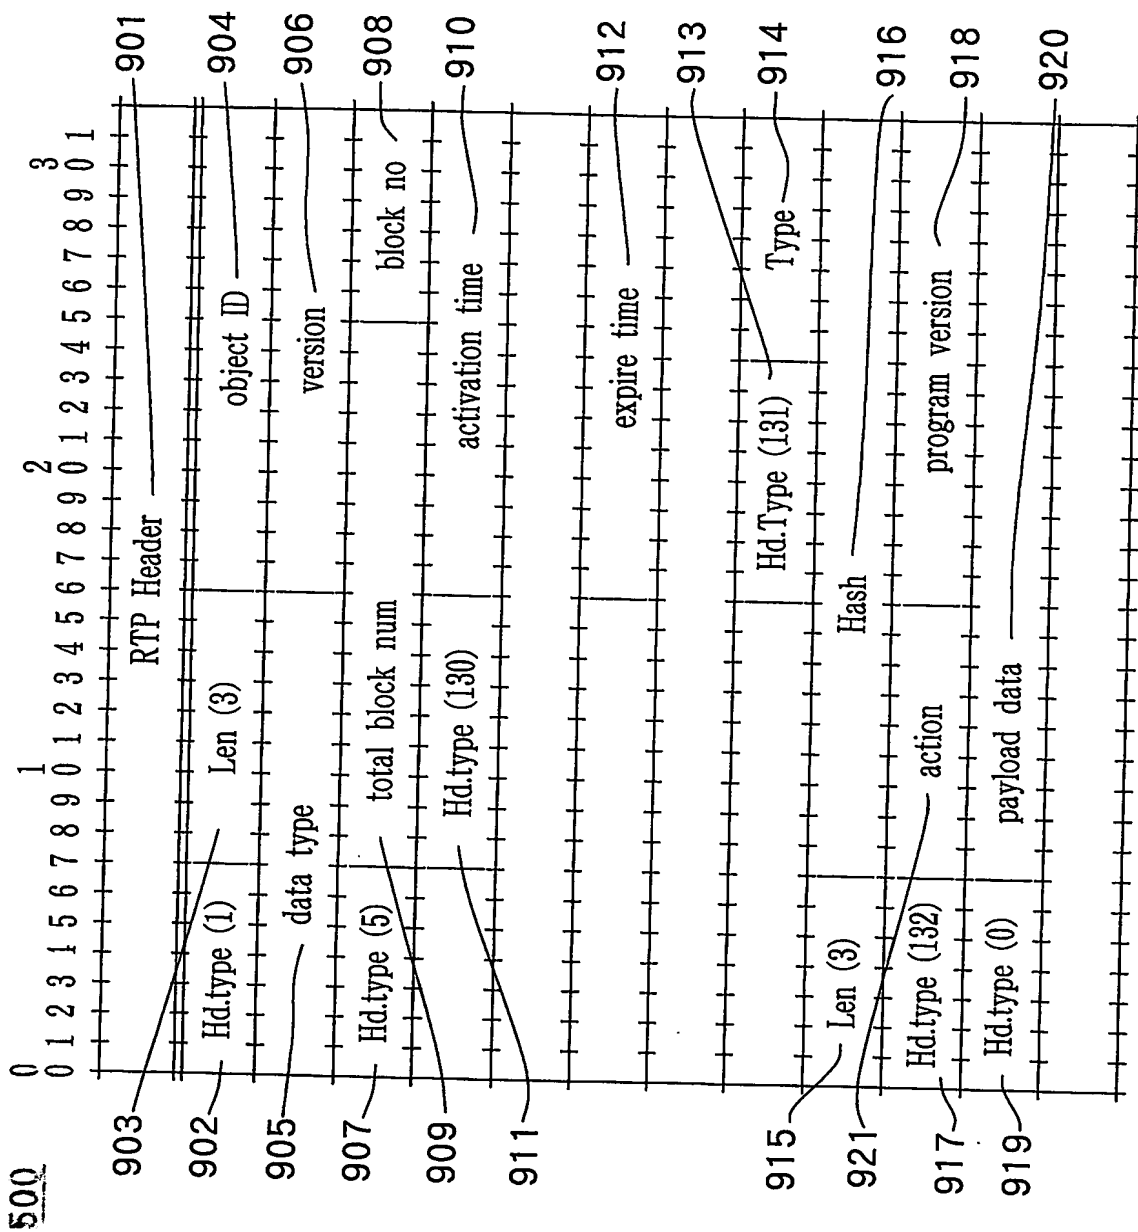 500
0 1 2 3
0 1 2 3 4 5 6 7 8 9 0 1 2 3 4 5 6 7 8 9 0 1 2 3 4 5 6 7 8 9 0 1
903
RTP Header
901
902
Hd.type (1)
Len (3)
object ID
904
905
data type
version
906
907
Hd.type (5)
total block num
block no
908
909
Hd.type (130)
activation time
910
911
expire time
912
913
Hd.Type (131)
Type
914
915
Len (3)
Hash
916
921
917
Hd.type (132)
action
program version
918
919
Hd.type (0)
payload data
920